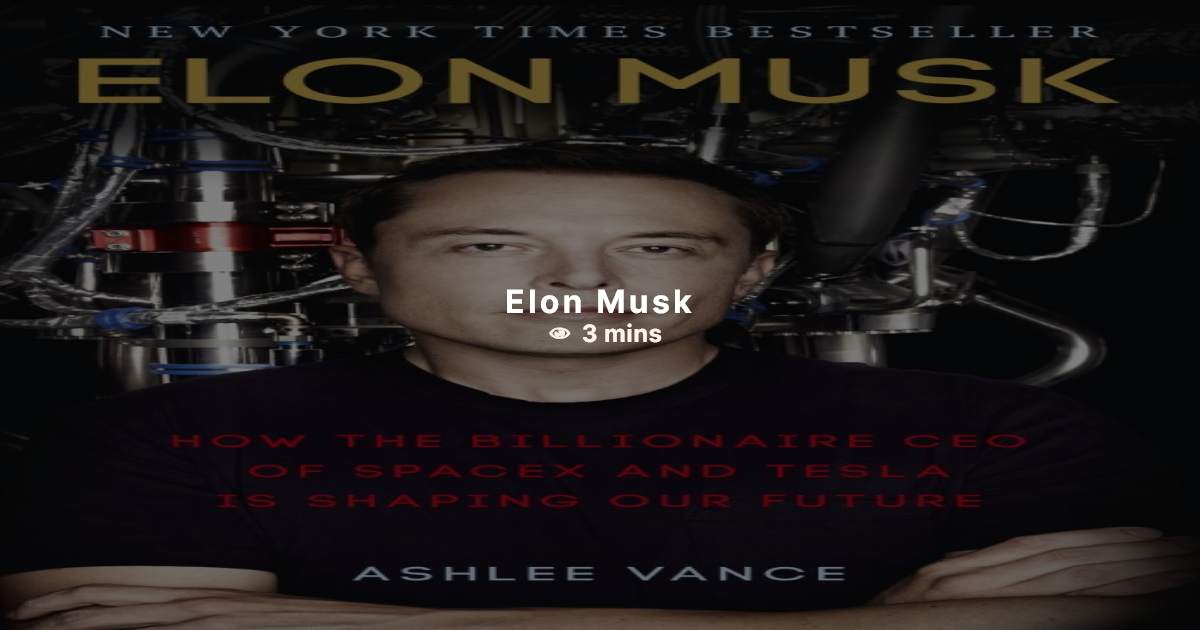 NEW YORK TIMES BESTSELLER
ELON MUSK
Elon Musk
3 mins
HOW THE BILLIONAIRE CEO
OF SPACEX AND TESLA
IS SHAPING OUR FUTURE
ASHLEE VANCE